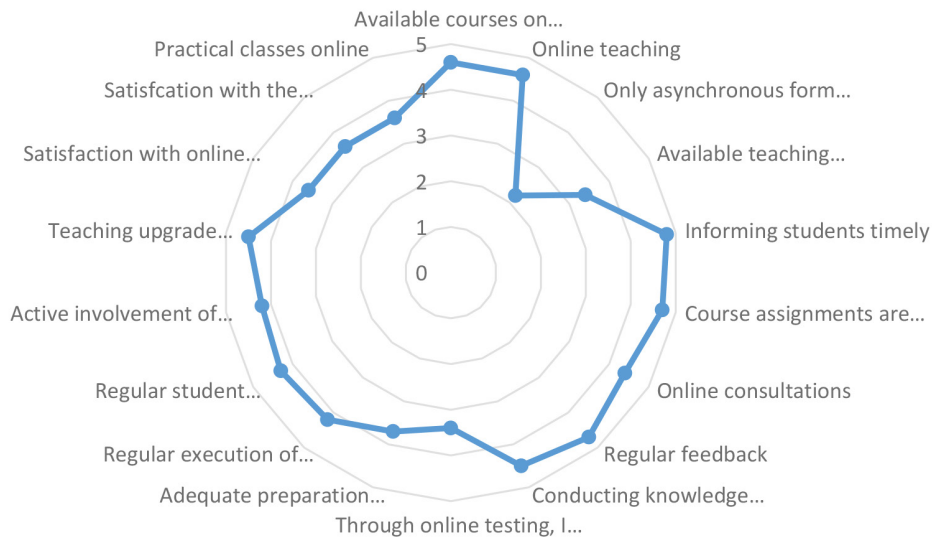 Available courses on...
Practical classes online
5
Online teaching
Satisfcation with the...
4
Only asynchronous form...
Satisfaction with online...
3
Available teaching...
2
Teaching upgrade...
1
Informing students timely
0
Active involvement of...
Course assignments are...
Regular student...
Online consultations
Regular execution of...
Regular feedback
Adequate preparation...
Conducting knowledge...
Through online testing, I...